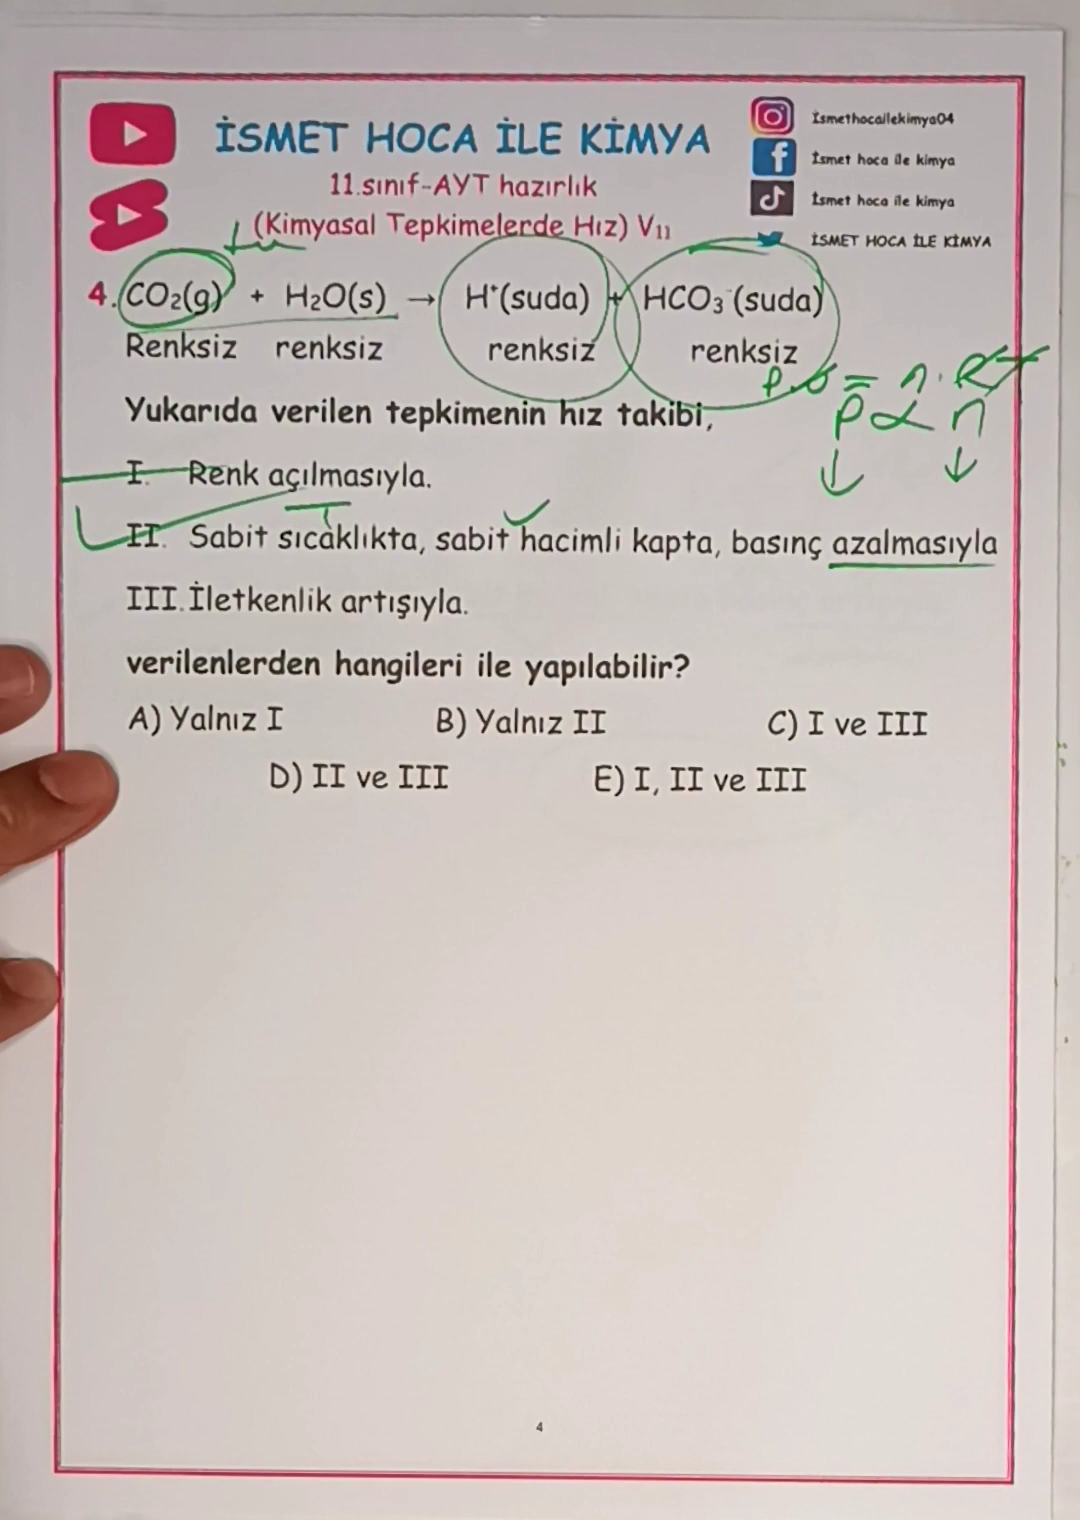 İSMET HOCA İLE KİMYA
11.sınıf-AYT hazırlık
(Kimyasal Tepkimelerde Hız) V11
İsmethocailekimya04
İsmet hoca ile kimya
İsmet hoca ile kimya
İSMET HOCA İLE KİMYA
4. CO₂(g) + H₂O(s) → H⁺(suda) + HCO₃⁻(suda)
Renksiz renksiz renksiz renksiz
P.V = n.RT
P α n
Yukarıda verilen tepkimenin hız takibi,
I. Renk açılmasıyla.
II. Sabit sıcaklıkta, sabit hacimli kapta, basınç azalmasıyla
III. İletkenlik artışıyla.
verilenlerden hangileri ile yapılabilir?
A) Yalnız I B) Yalnız II C) I ve III
D) II ve III E) I, II ve III
4